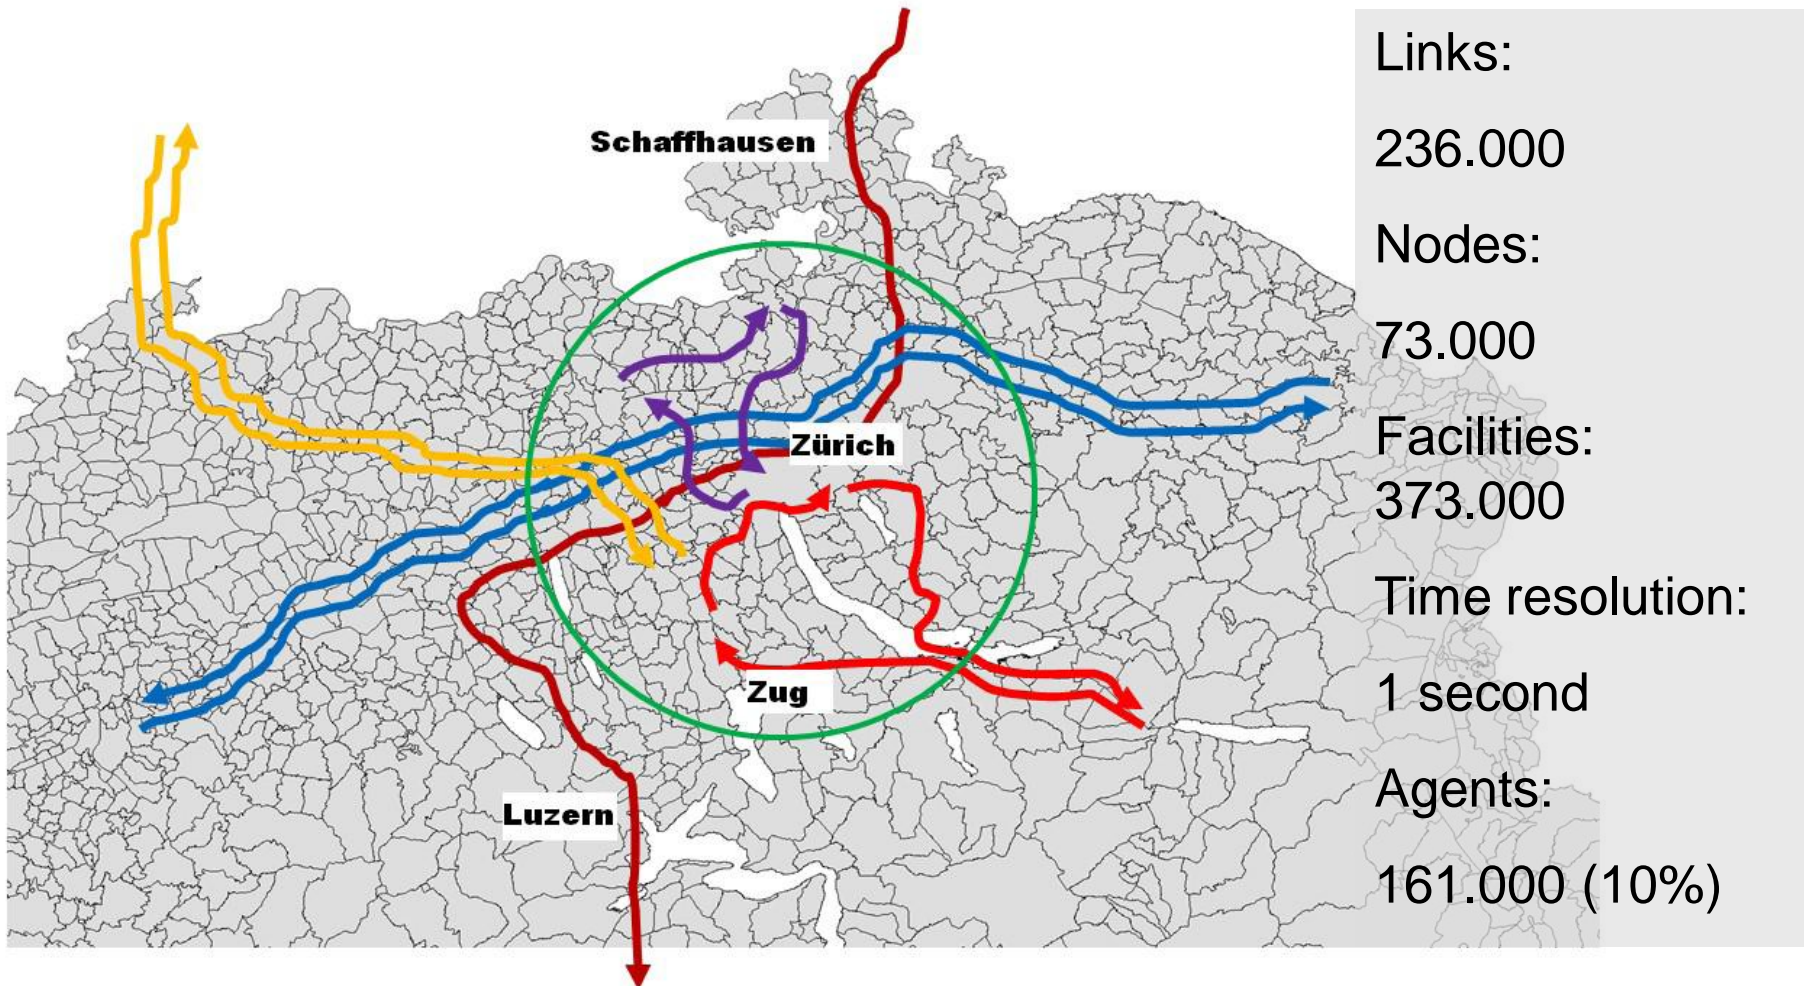 Schaffhausen
Zürich
Zug
Luzern
Links:
236.000
Nodes:
73.000
Facilities:
373.000
Time resolution:
1 second
Agents:
161.000 (10%)